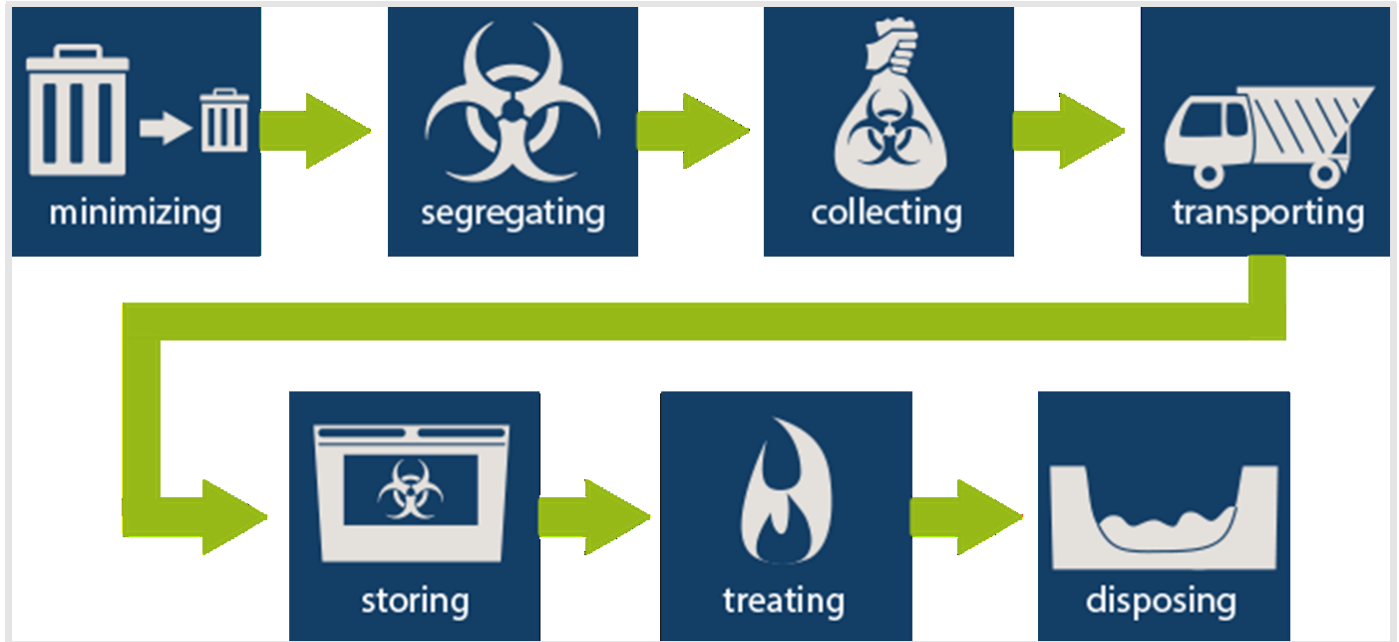 minimizing
segregating
collecting
transporting
storing
treating
disposing